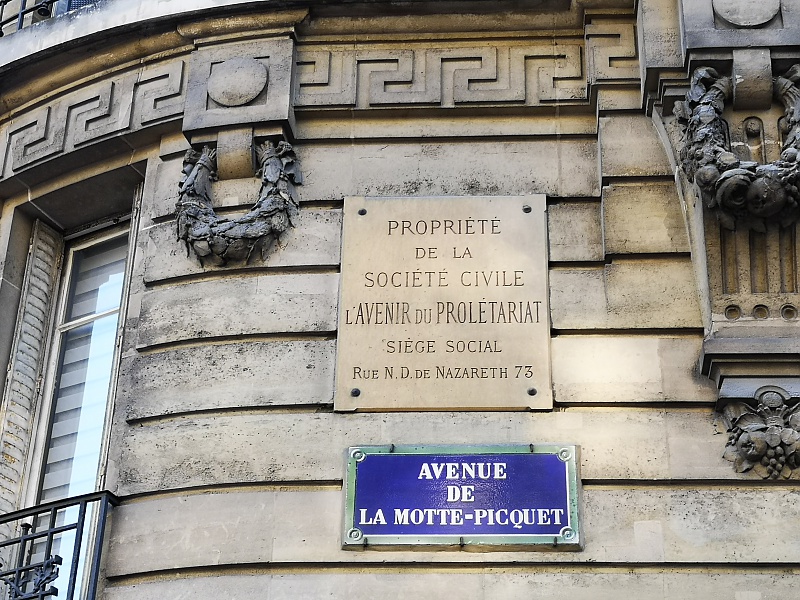 PROPRIÉTÉ
DE LA
SOCIÉTÉ CIVILE
L'AVENIR DU PROLÉTARIAT
SIÈGE SOCIAL
RUE N.D. DE NAZARETH 73
AVENUE
DE
LA MOTTE-PICQUET